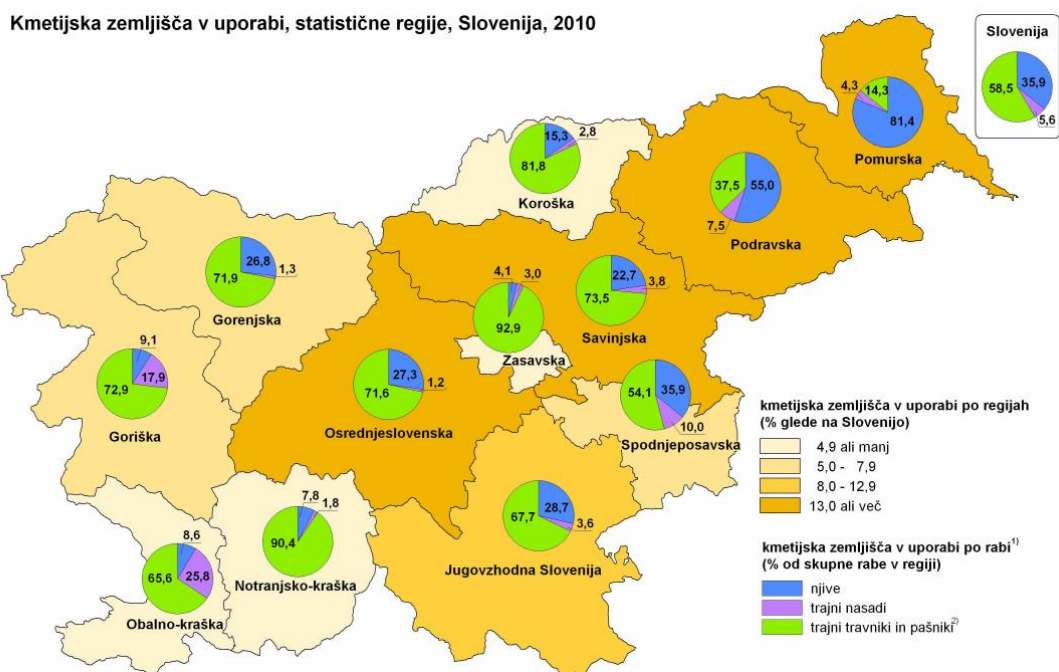 Kmetijska zemljišča v uporabi, statistične regije, Slovenija, 2010
Slovenija
35,9
58,5
5,6
4,3
14,3
81,4
Pomurska
15,3
2,8
81,8
Koroška
37,5
55,0
7,5
Podravska
26,8
71,9
1,3
Gorenjska
22,7
3,8
73,5
Savinjska
4,1
3,0
92,9
Zasavska
9,1
17,9
72,9
Goriška
27,3
71,6
1,2
Osrednjeslovenska
54,1
35,9
10,0
Spodnjeposavska
7,8
1,8
90,4
Notranjsko-kraška
28,7
67,7
3,6
Jugovzhodna Slovenija
8,6
65,6
25,8
Obalno-kraška
kmetijska zemljišča v uporabi po regijah
(% glede na Slovenijo)
4,9 ali manj
5,0 - 7,9
8,0 - 12,9
13,0 ali več
kmetijska zemljišča v uporabi po rabi1)
(% od skupne rabe v regiji)
njive
trajni nasadi
trajni travniki in pašniki2)